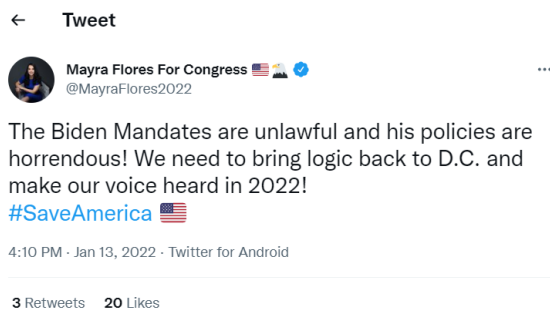 Tweet
Mayra Flores For Congress 🇺🇸🦅
@MayraFlores2022
The Biden Mandates are unlawful and his policies are
horrendous! We need to bring logic back to D.C. and
make our voice heard in 2022!
#SaveAmerica 🇺🇸
4:10 PM · Jan 13, 2022 · Twitter for Android
3 Retweets 20 Likes